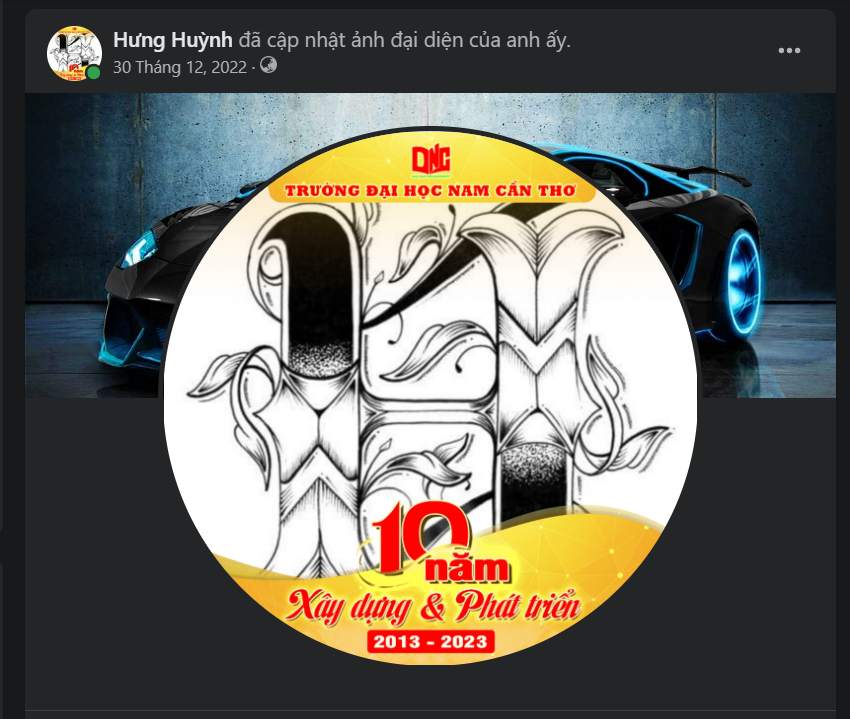 Hưng Huỳnh đã cập nhật ảnh đại diện của anh ấy.
30 Tháng 12, 2022 ·
DNC
TRƯỜNG ĐẠI HỌC NAM CẦN THƠ
10
năm
Xây dựng & Phát triển
2013 - 2023